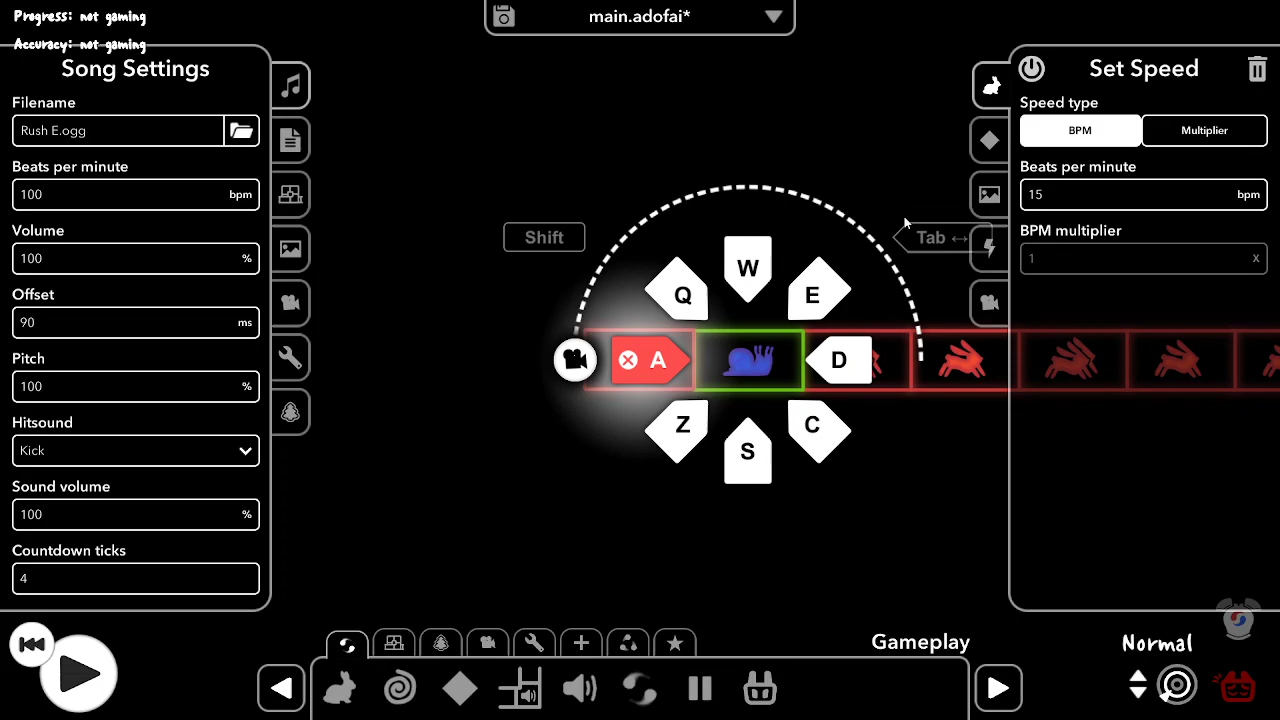 Progress: not gaming
Accuracy: not gaming
main.adofai*
Song Settings
Filename
Rush E.ogg
Beats per minute
100 bpm
Volume
100 %
Offset
90 ms
Pitch
100 %
Hitsound
Kick
Sound volume
100 %
Countdown ticks
4
Shift
Tab ↔
Q
W
E
A
D
Z
S
C
Set Speed
Speed type
BPM Multiplier
Beats per minute
15 bpm
BPM multiplier
1 X
Gameplay
Normal